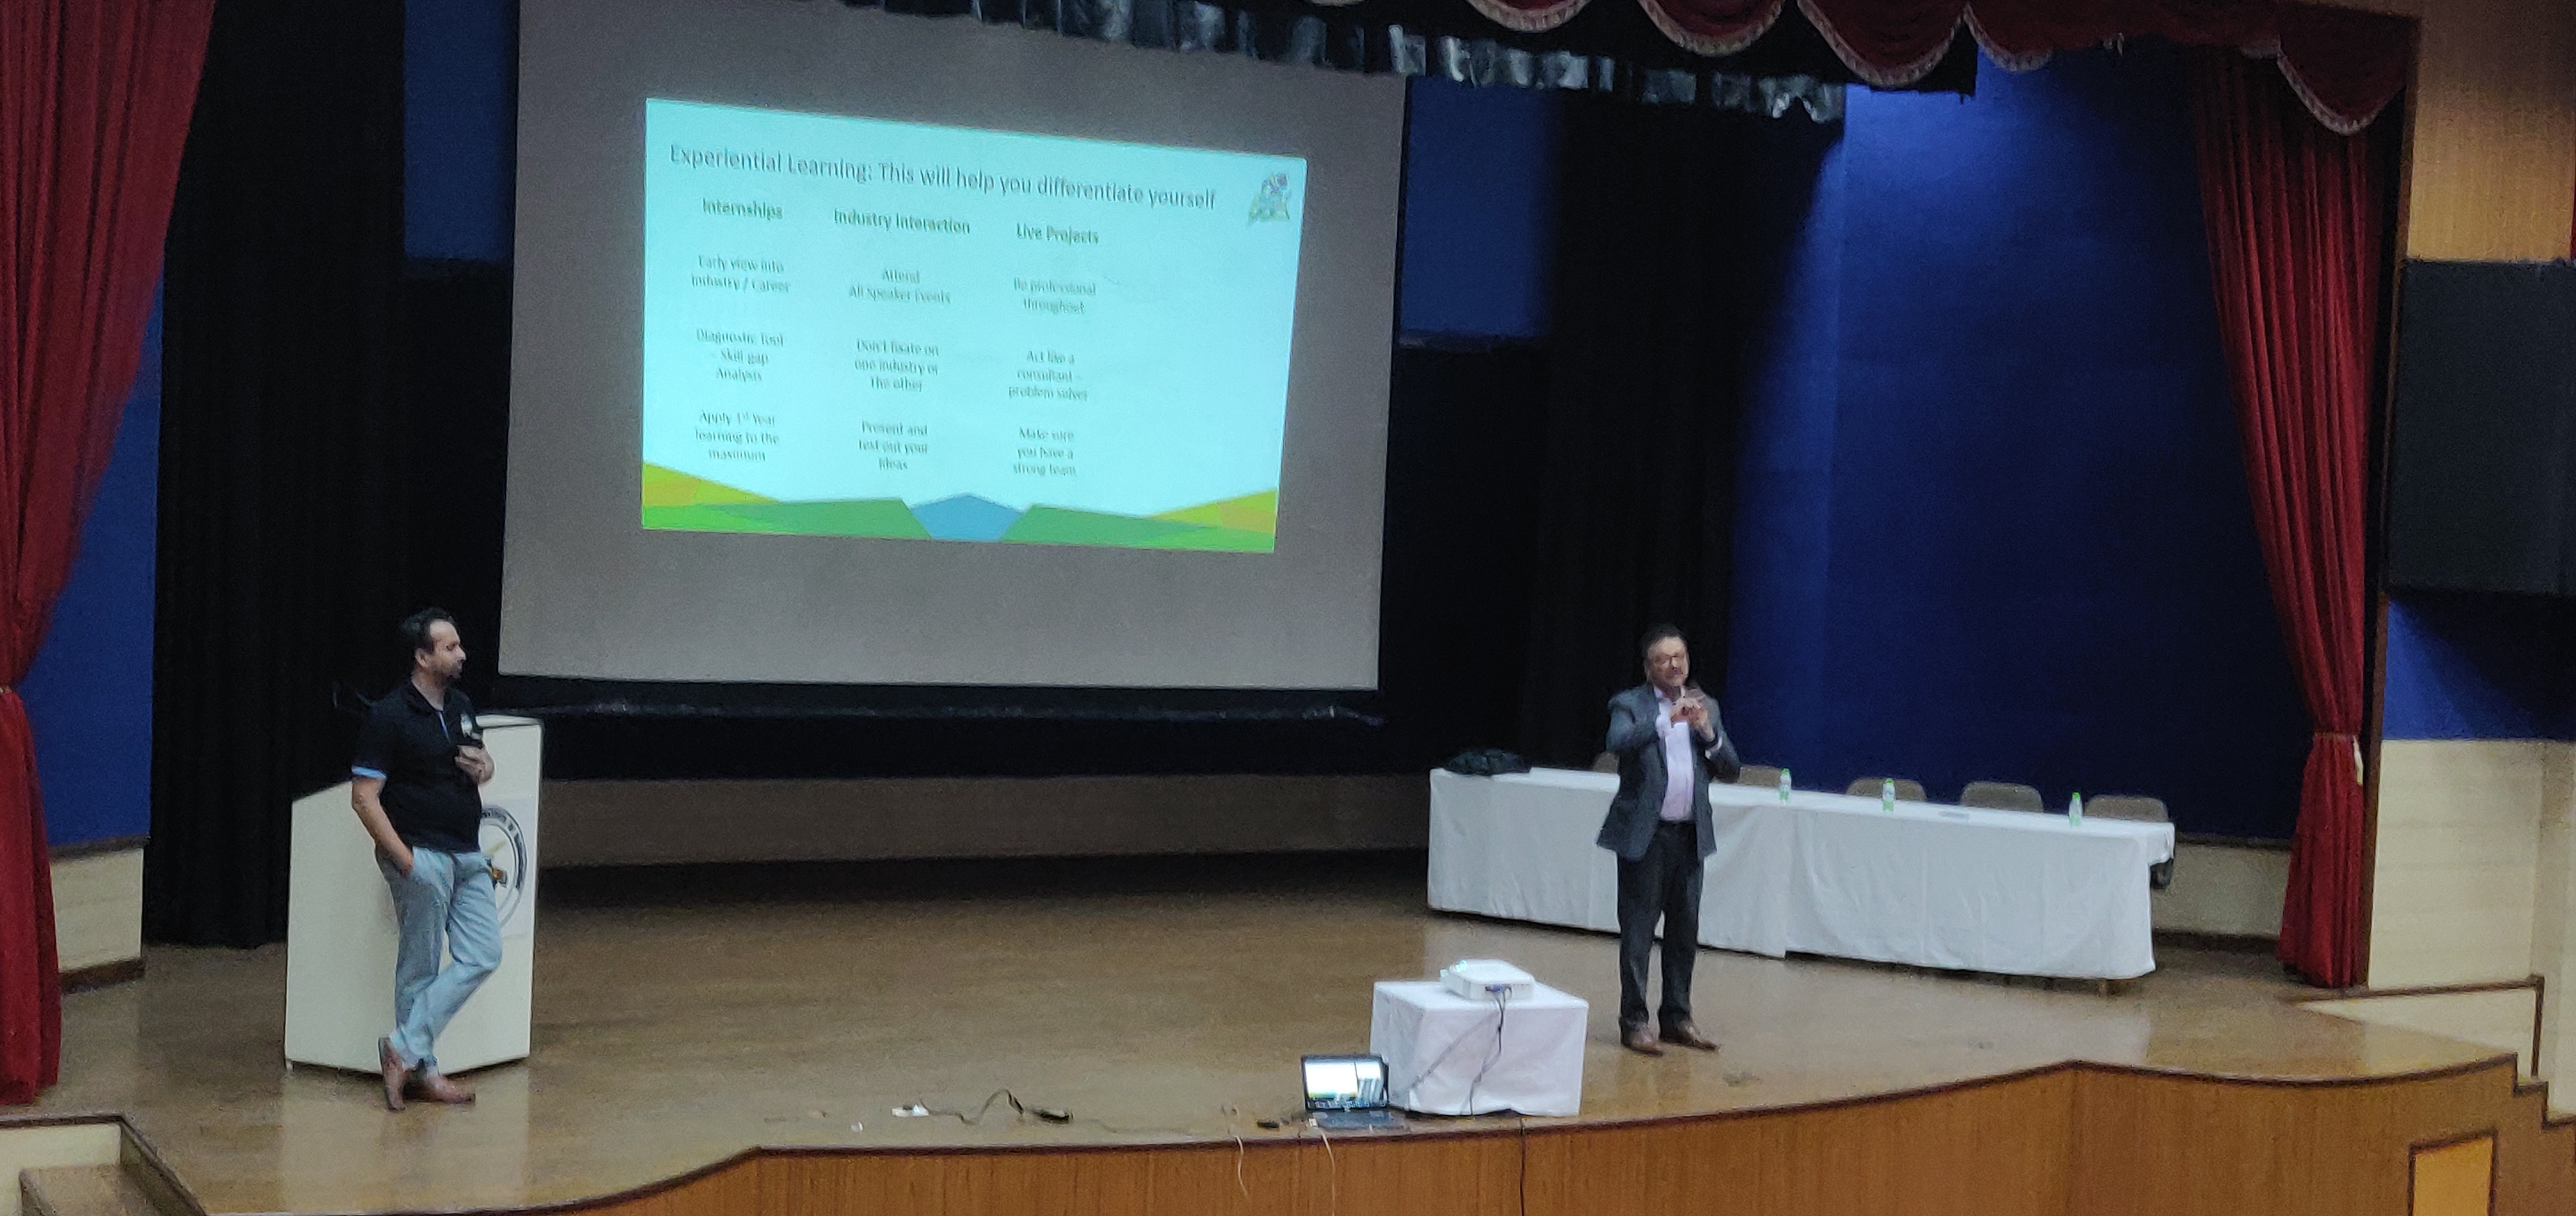 Experiential Learning: This will help you differentiate yourself
Internships
Early view into
Industry / Career
Diagnostic Tool
- Skill gap
Analysis
Apply 1st Year
learning to the
maximum
Industry Interaction
Attend
All Speaker Events
Don't fixate on
one industry or
the other
Present and
test out your
ideas
Live Projects
Be professional
throughout
Act like a
consultant –
problem solver
Make sure
you have a
strong team